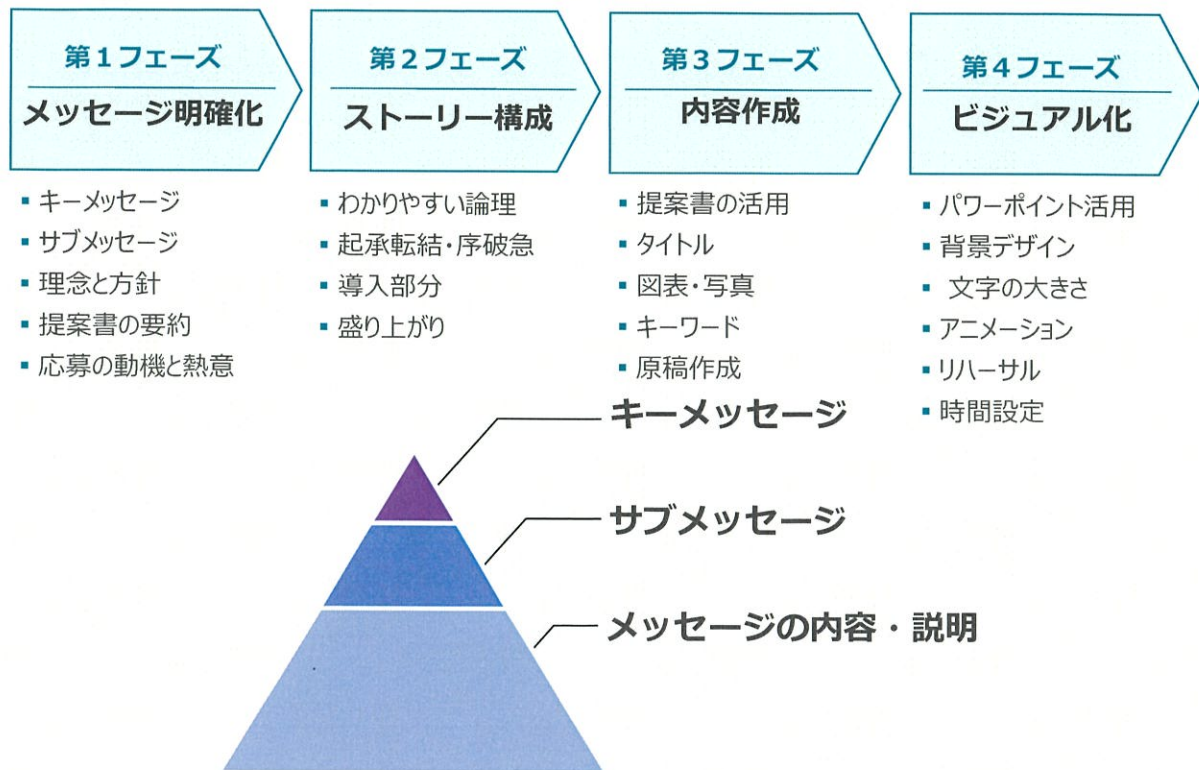 第1フェーズ
メッセージ明確化
・キーメッセージ
・サブメッセージ
・理念と方針
・提案書の要約
・応募の動機と熱意
第2フェーズ
ストーリー構成
・わかりやすい論理
・起承転結・序破急
・導入部分
・盛り上がり
第3フェーズ
内容作成
・提案書の活用
・タイトル
・図表・写真
・キーワード
・原稿作成
第4フェーズ
ビジュアル化
・パワーポイント活用
・背景デザイン
・文字の大きさ
・アニメーション
・リハーサル
・時間設定
キーメッセージ
サブメッセージ
メッセージの内容・説明